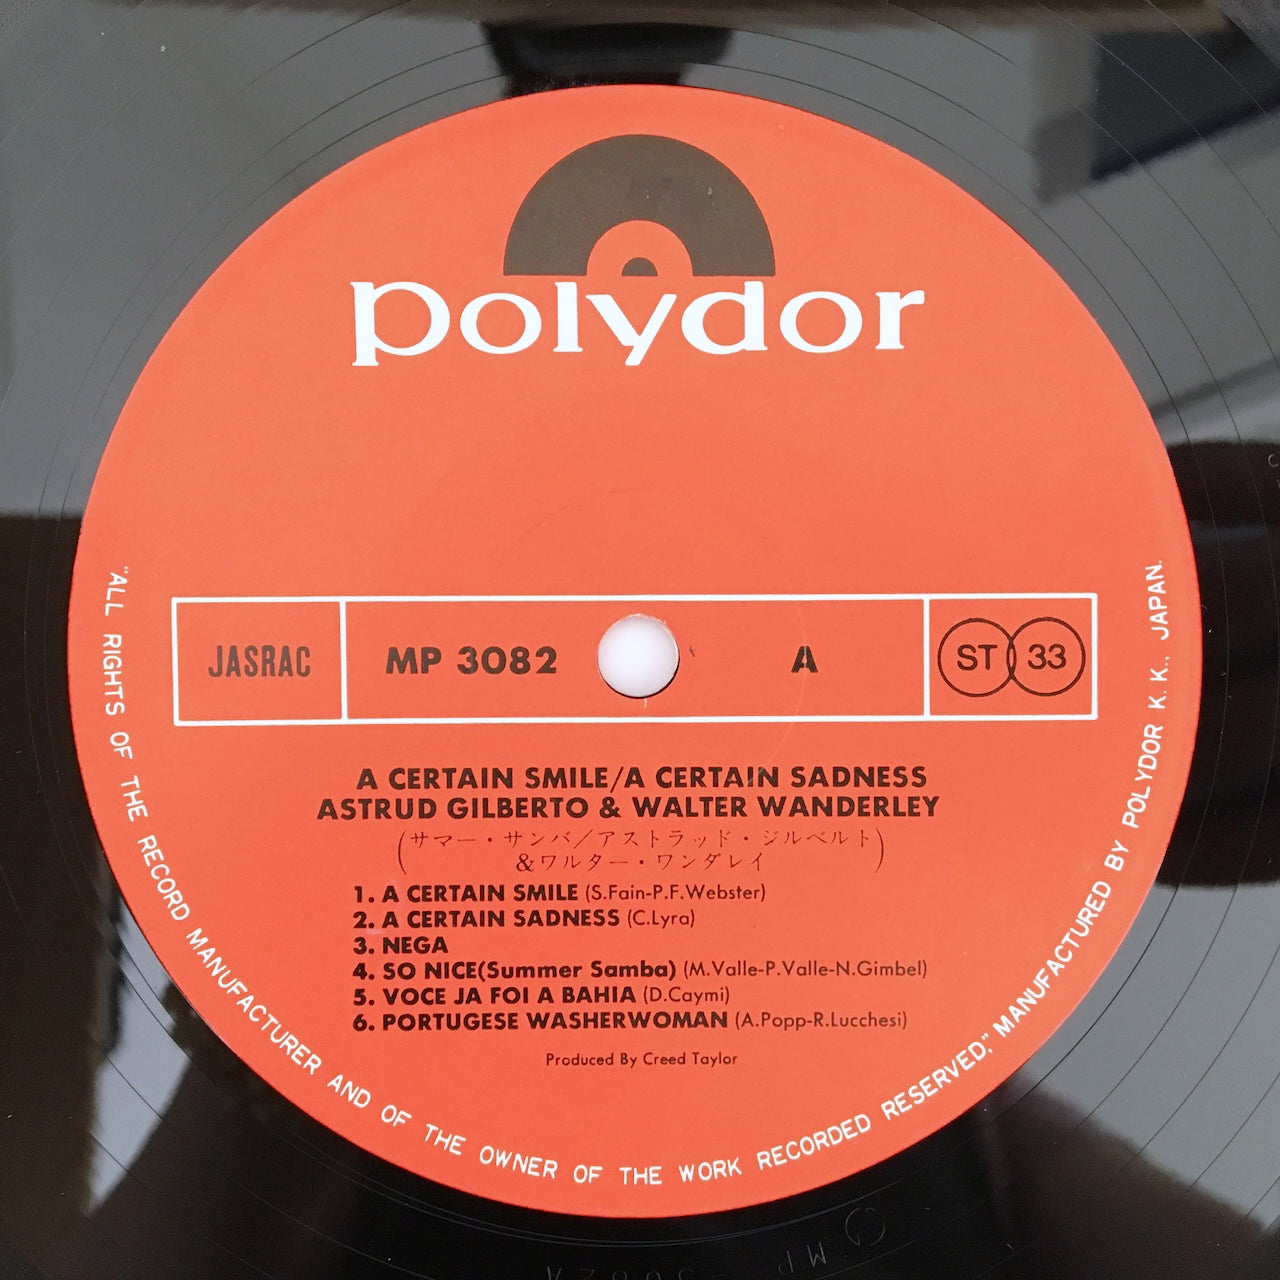 polydor
JASRAC
MP 3082
A
ST 33
A CERTAIN SMILE/A CERTAIN SADNESS
ASTRUD GILBERTO & WALTER WANDERLEY
(サマー・サンバ/アストラッド・ジルベルト
&ワルター・ワンダレイ)
1. A CERTAIN SMILE (S.Fain-P.F.Webster)
2. A CERTAIN SADNESS (C.Lyra)
3. NEGA
4. SO NICE(Summer Samba) (M.Valle-P.Valle-N.Gimbel)
5. VOCE JA FOI A BAHIA (D.Caymi)
6. PORTUGESE WASHERWOMAN (A.Popp-R.Lucchesi)
Produced By Creed Taylor
"ALL RIGHTS OF THE RECORD MANUFACTURER AND OF THE OWNER OF THE WORK RECORDED RESERVED;" MANUFACTURED BY POLYDOR K. K., JAPAN.